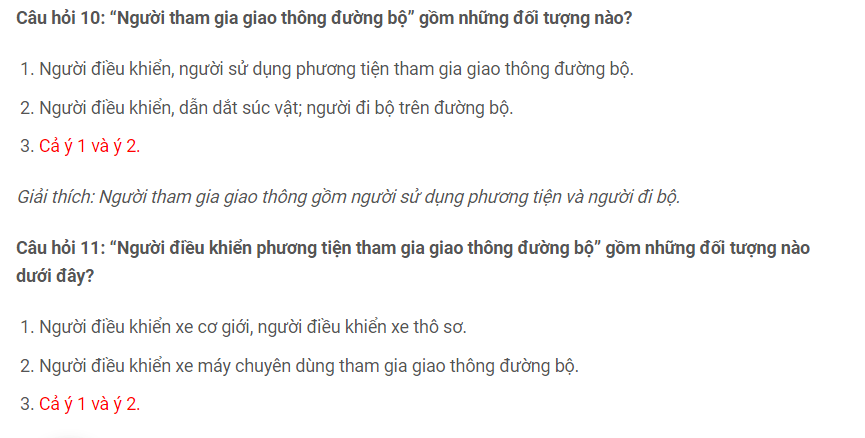 Câu hỏi 10: “Người tham gia giao thông đường bộ” gồm những đối tượng nào?
1. Người điều khiển, người sử dụng phương tiện tham gia giao thông đường bộ.
2. Người điều khiển, dẫn dắt súc vật; người đi bộ trên đường bộ.
3. Cả ý 1 và ý 2.
Giải thích: Người tham gia giao thông gồm người sử dụng phương tiện và người đi bộ.
Câu hỏi 11: “Người điều khiển phương tiện tham gia giao thông đường bộ” gồm những đối tượng nào
dưới đây?
1. Người điều khiển xe cơ giới, người điều khiển xe thô sơ.
2. Người điều khiển xe máy chuyên dùng tham gia giao thông đường bộ.
3. Cả ý 1 và ý 2.